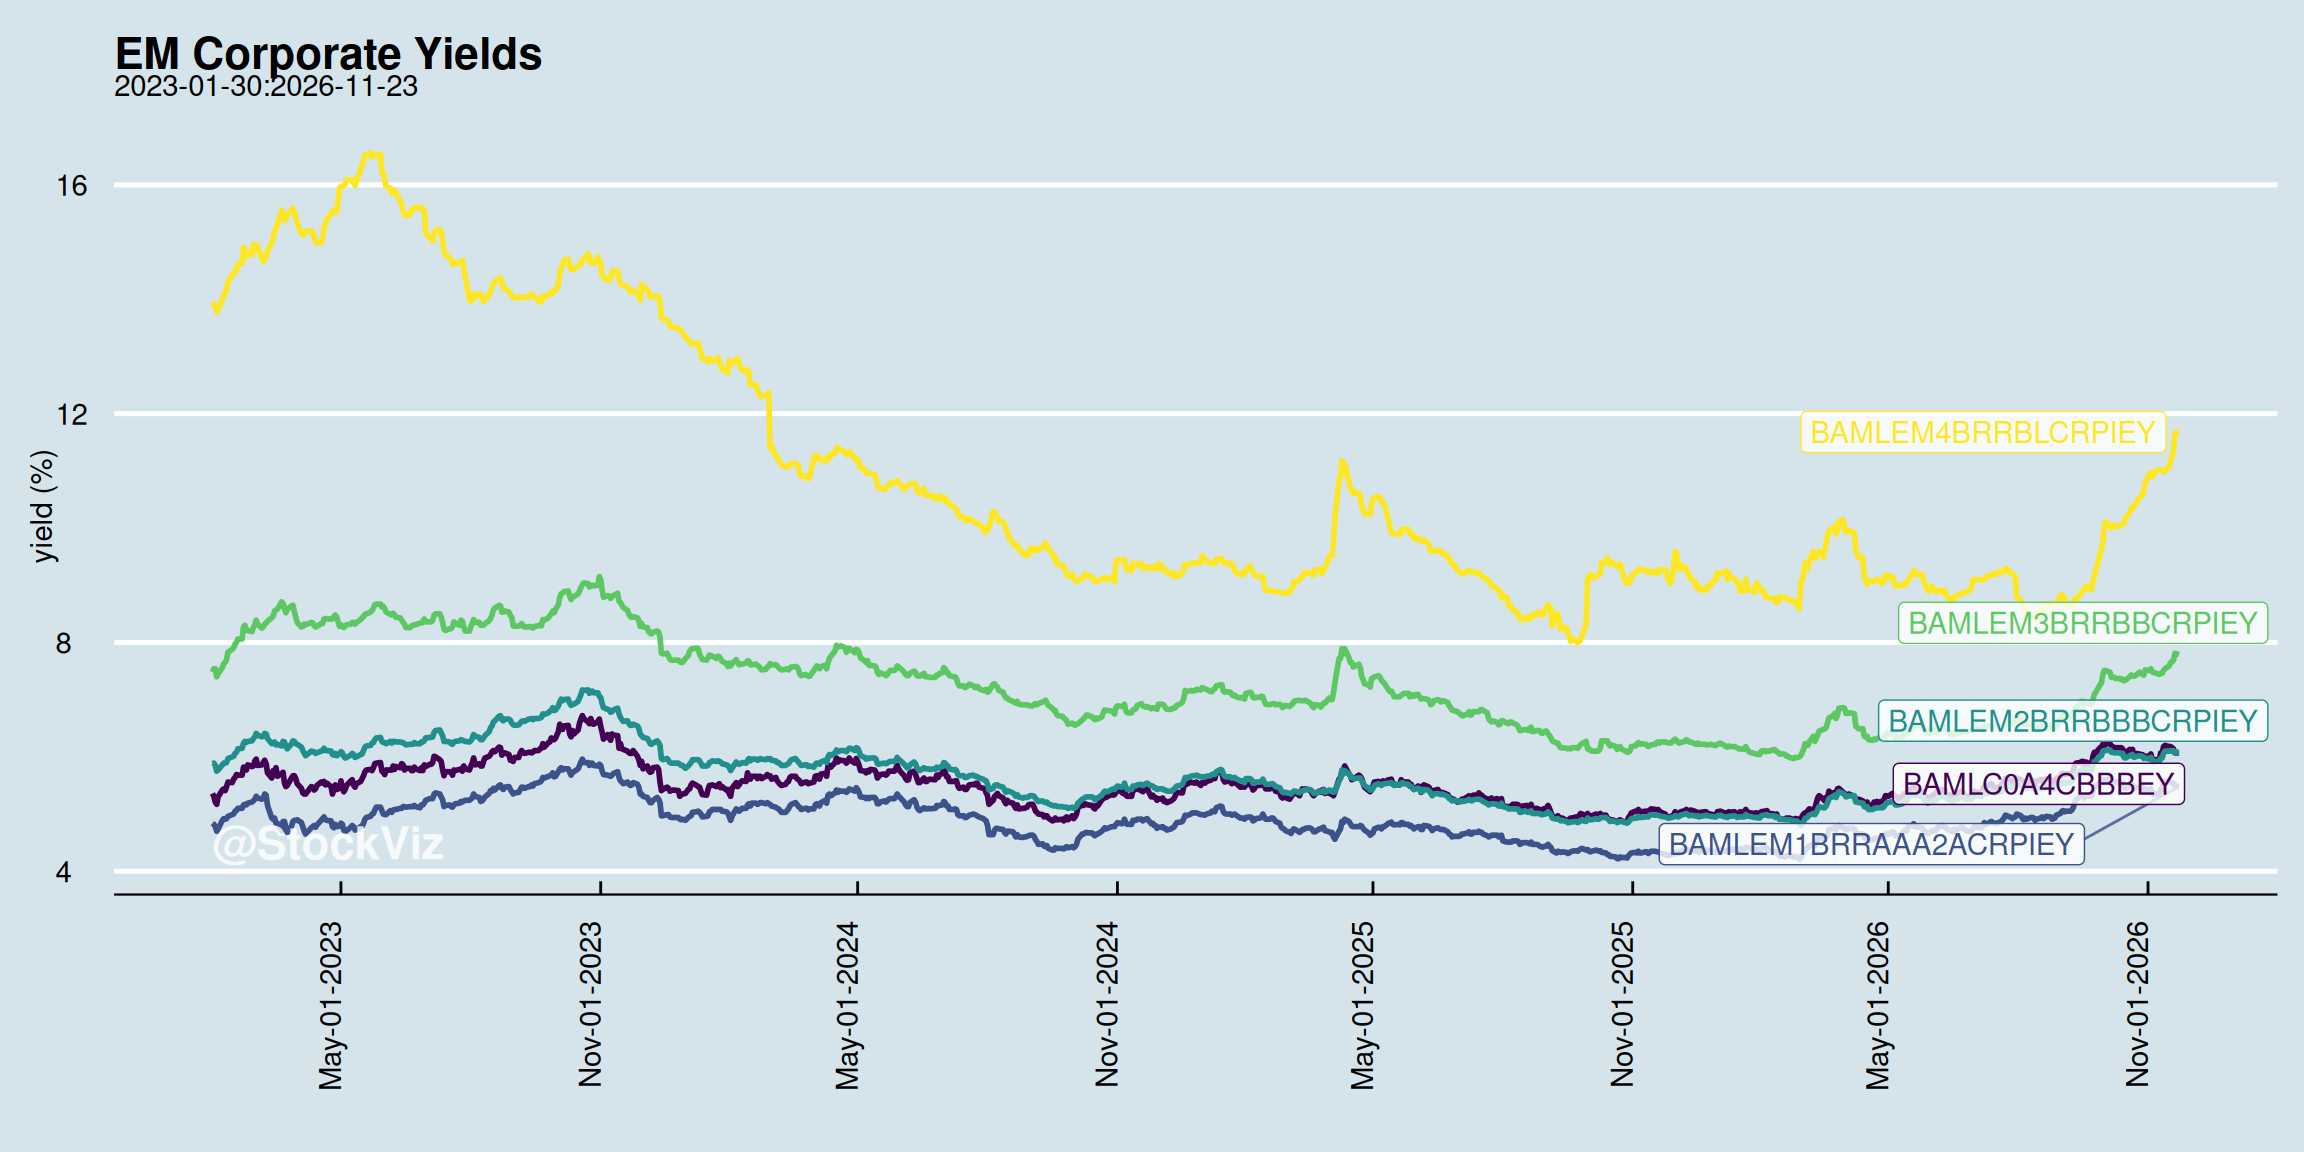 EM Corporate Yields
2023-01-30:2026-11-23
16
12
8
4
yield (%)
BAMLEM4BRRBLCRPIEY
BAMLEM3BRRBBCRPIEY
BAMLEM2BRRBBBCRPIEY
BAMLC0A4CBBBEY
BAMLEM1BRRAAA2ACRPIEY
@StockViz
May-01-2023
Nov-01-2023
May-01-2024
Nov-01-2024
May-01-2025
Nov-01-2025
May-01-2026
Nov-01-2026